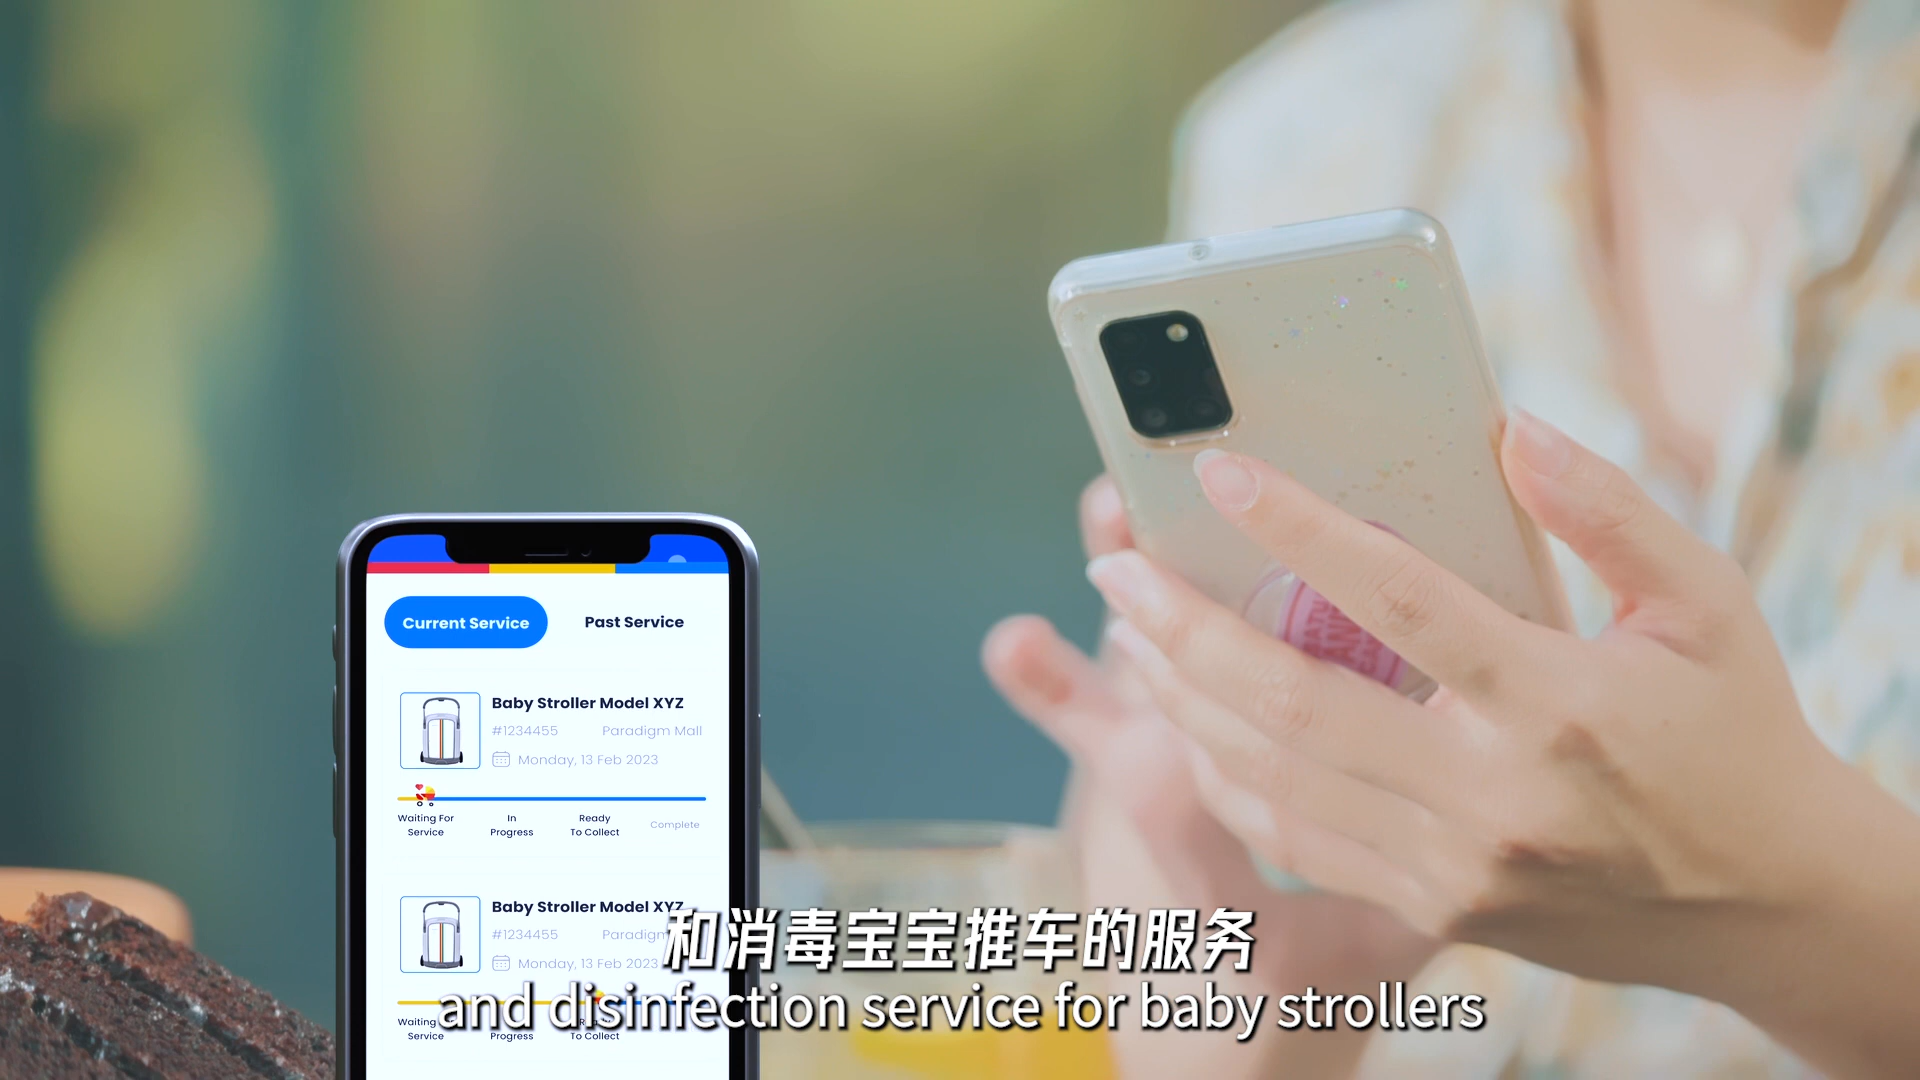 Current Service
Past Service
Baby Stroller Model XYZ
#1234455 Paradigm Mall
Monday, 13 Feb 2023
Waiting For Service
In Progress
Ready To Collect
Complete
Baby Stroller Model XYZ
#1234455
Monday, 13 Feb 2023
Waiting
Service
Progress
To Collect
和消毒宝宝推车的服务
and disinfection service for baby strollers